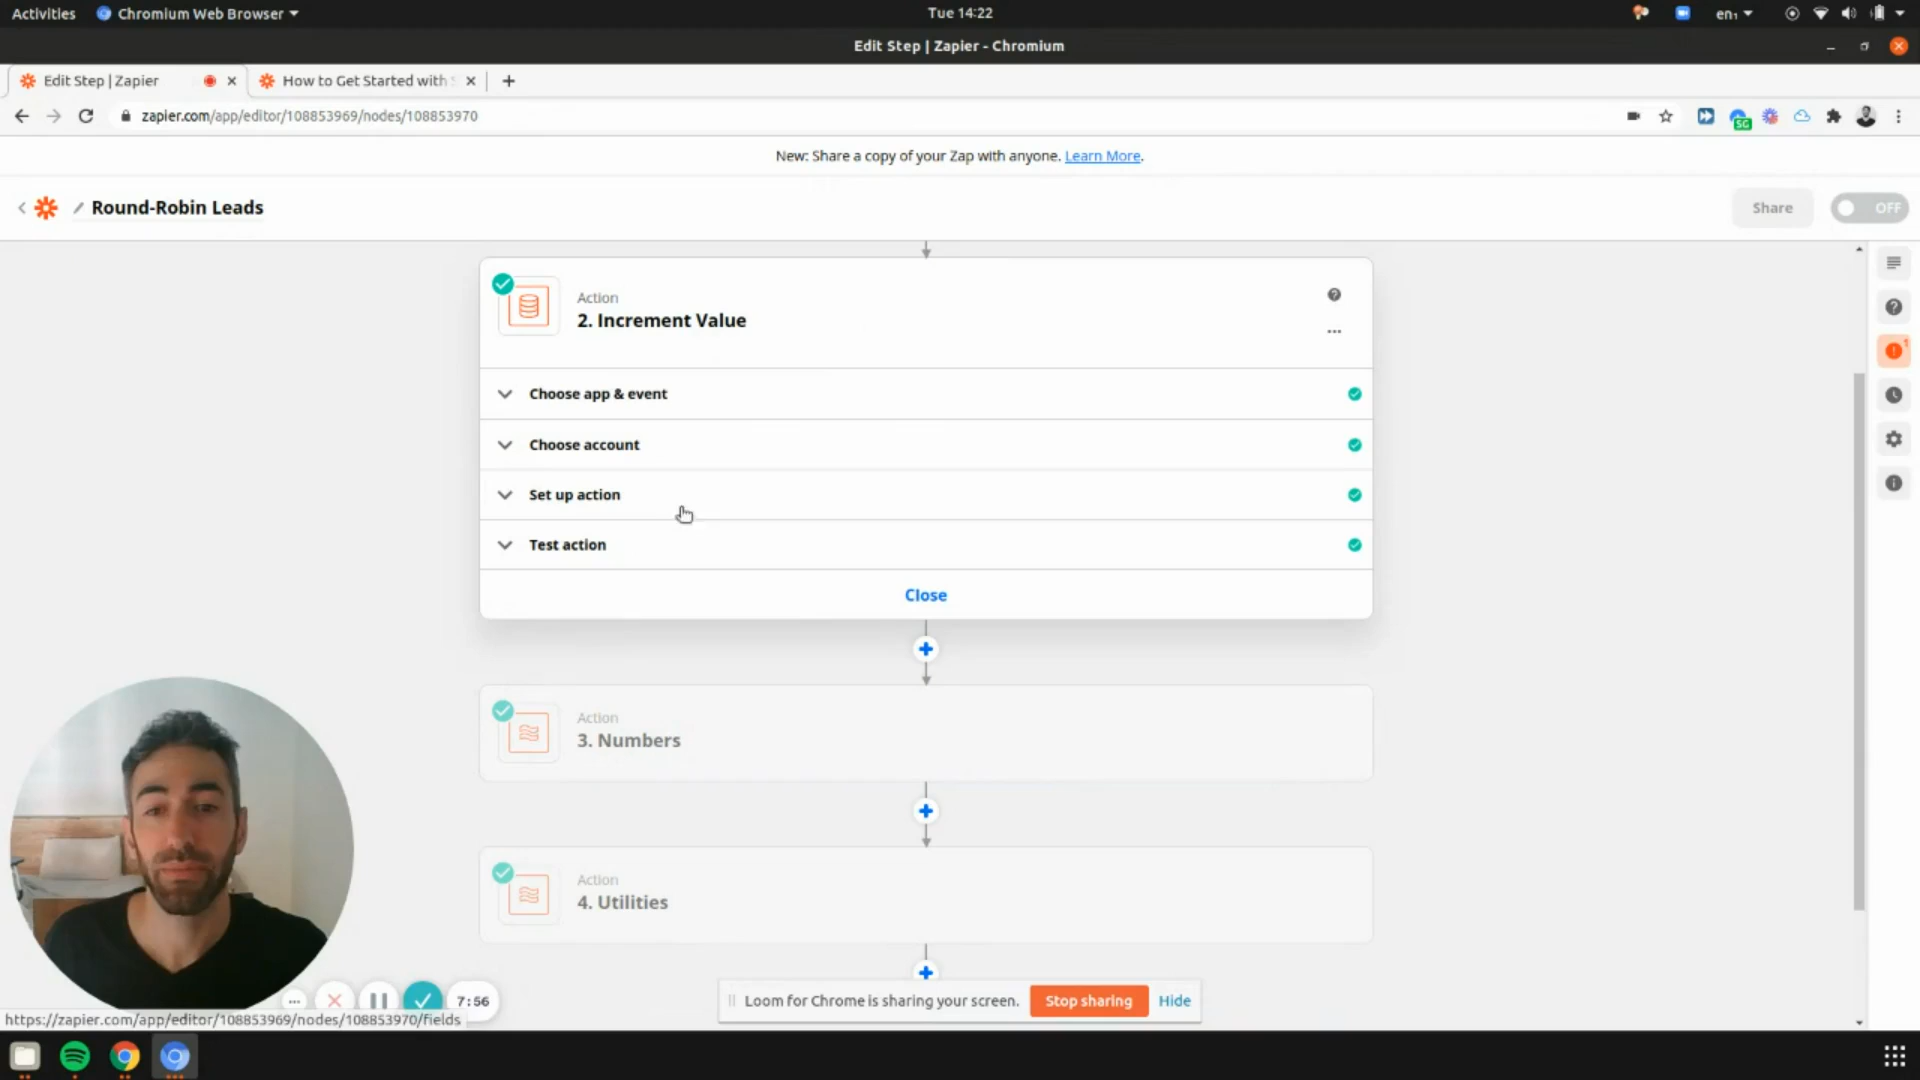 Activities
Chromium Web Browser
Tue 14:22
en₁
Edit Step | Zapier - Chromium
Edit Step | Zapier
How to Get Started with
zapier.com/app/editor/108853969/nodes/108853970
SG
New: Share a copy of your Zap with anyone. Learn More.
Round-Robin Leads
Share
OFF
Action
2. Increment Value
Choose app & event
Choose account
Set up action
Test action
Close
Action
3. Numbers
Action
4. Utilities
7:56
Loom for Chrome is sharing your screen.
Stop sharing
Hide
https://zapier.com/app/editor/108853969/nodes/108853970/fields